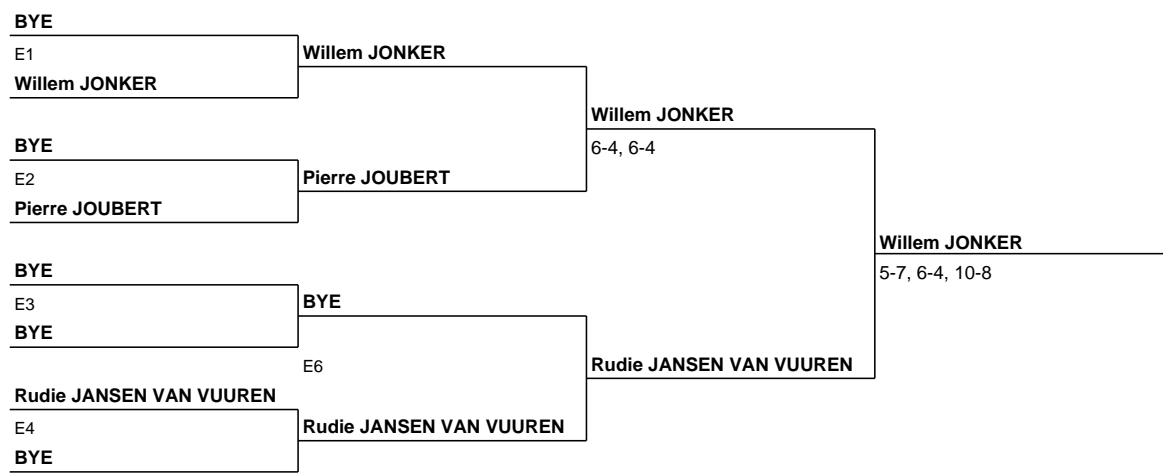 BYE
E1
Willem JONKER
Willem JONKER
BYE
E2
Pierre JOUBERT
Pierre JOUBERT
Willem JONKER
6-4, 6-4
BYE
E3
BYE
BYE
E6
Rudie JANSEN VAN VUUREN
E4
BYE
Rudie JANSEN VAN VUUREN
Rudie JANSEN VAN VUUREN
Willem JONKER
5-7, 6-4, 10-8